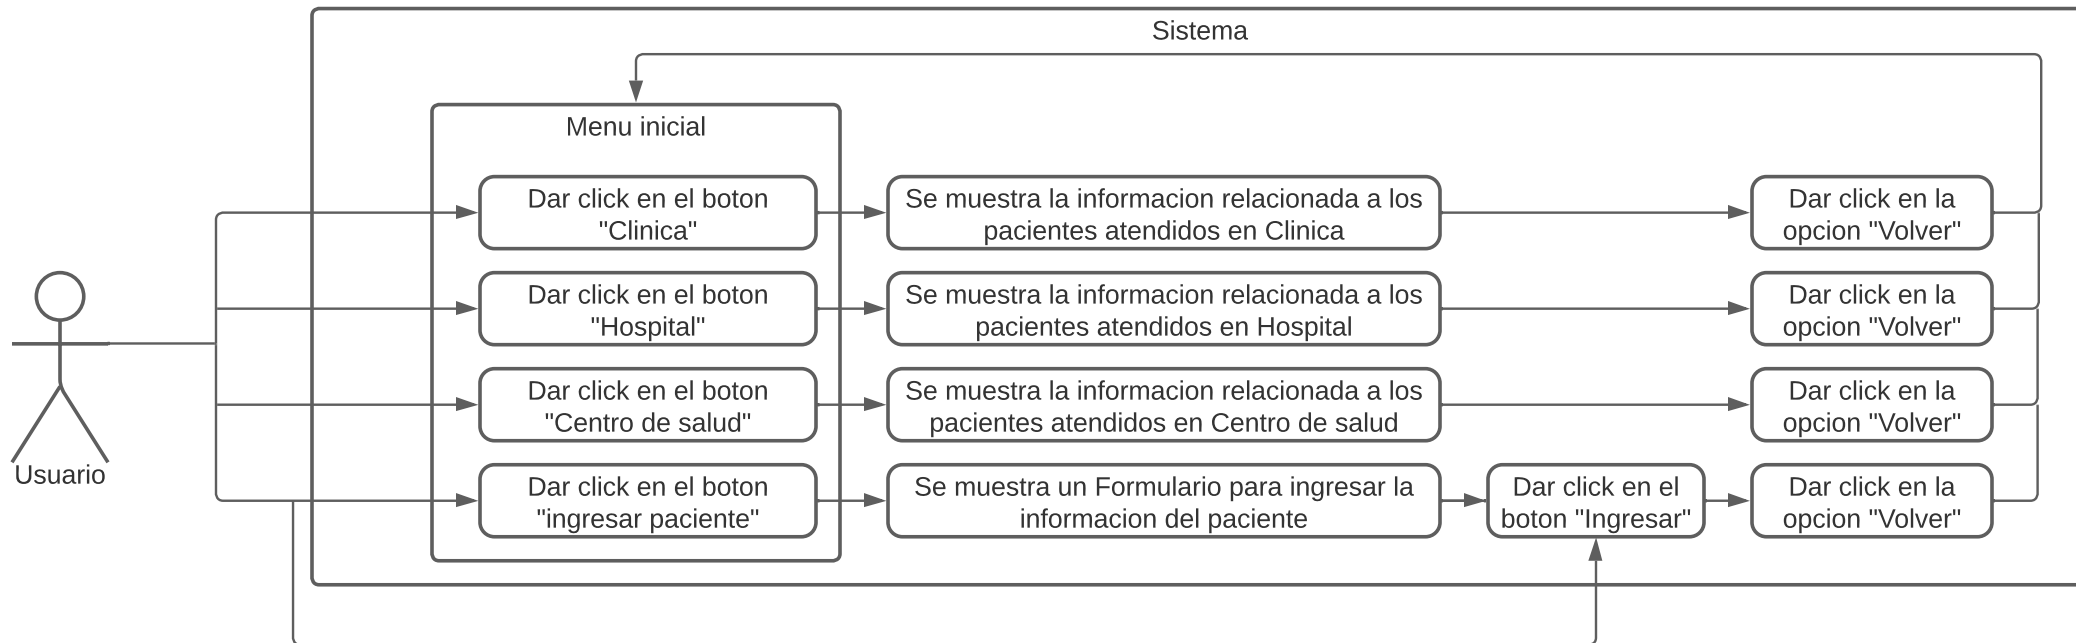 Sistema
Menu inicial
Dar click en el boton
"Clinica"
Se muestra la informacion relacionada a los
pacientes atendidos en Clinica
Dar click en la
opcion "Volver"
Dar click en el boton
"Hospital"
Se muestra la informacion relacionada a los
pacientes atendidos en Hospital
Dar click en la
opcion "Volver"
Dar click en el boton
"Centro de salud"
Se muestra la informacion relacionada a los
pacientes atendidos en Centro de salud
Dar click en la
opcion "Volver"
Usuario
Dar click en el boton
"ingresar paciente"
Se muestra un Formulario para ingresar la
informacion del paciente
Dar click en el
boton "Ingresar"
Dar click en la
opcion "Volver"